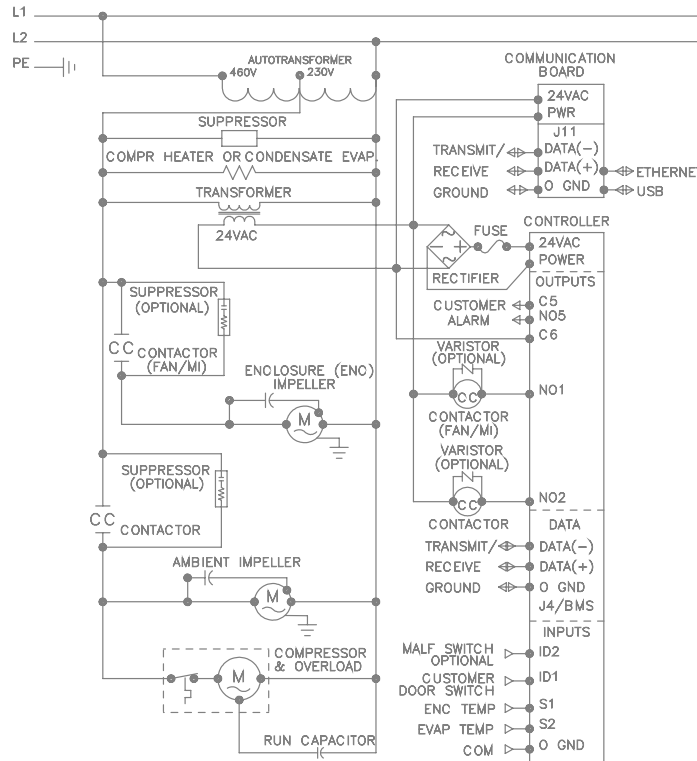 L1
L2
PE
AUTOTRANSFORMER
460V
230V
SUPPRESSOR
COMPR HEATER OR CONDENSATE EVAP.
TRANSFORMER
24VAC
COMMUNICATION
BOARD
24VAC
PWR
J11
TRANSMIT/
DATA(-)
RECEIVE
DATA(+)
ETHERNE
GROUND
O GND
USB
CONTROLLER
FUSE
24VAC
POWER
RECTIFIER
OUTPUTS
CUSTOMER
ALARM
C5
NO5
C6
SUPPRESSOR
(OPTIONAL)
CC
CONTACTOR
(FAN/MI)
ENCLOSURE (ENC)
IMPELLER
M
VARISTOR
(OPTIONAL)
CC
NO1
CONTACTOR
(FAN/MI)
VARISTOR
(OPTIONAL)
CC
NO2
CONTACTOR
SUPPRESSOR
(OPTIONAL)
CC
CONTACTOR
AMBIENT IMPELLER
M
DATA
TRANSMIT/
DATA(-)
RECEIVE
DATA(+)
GROUND
O GND
J4/BMS
COMPRESSOR
& OVERLOAD
M
RUN CAPACITOR
INPUTS
MALF SWITCH
OPTIONAL
ID2
CUSTOMER
DOOR SWITCH
ID1
ENC TEMP
S1
EVAP TEMP
S2
COM
O GND